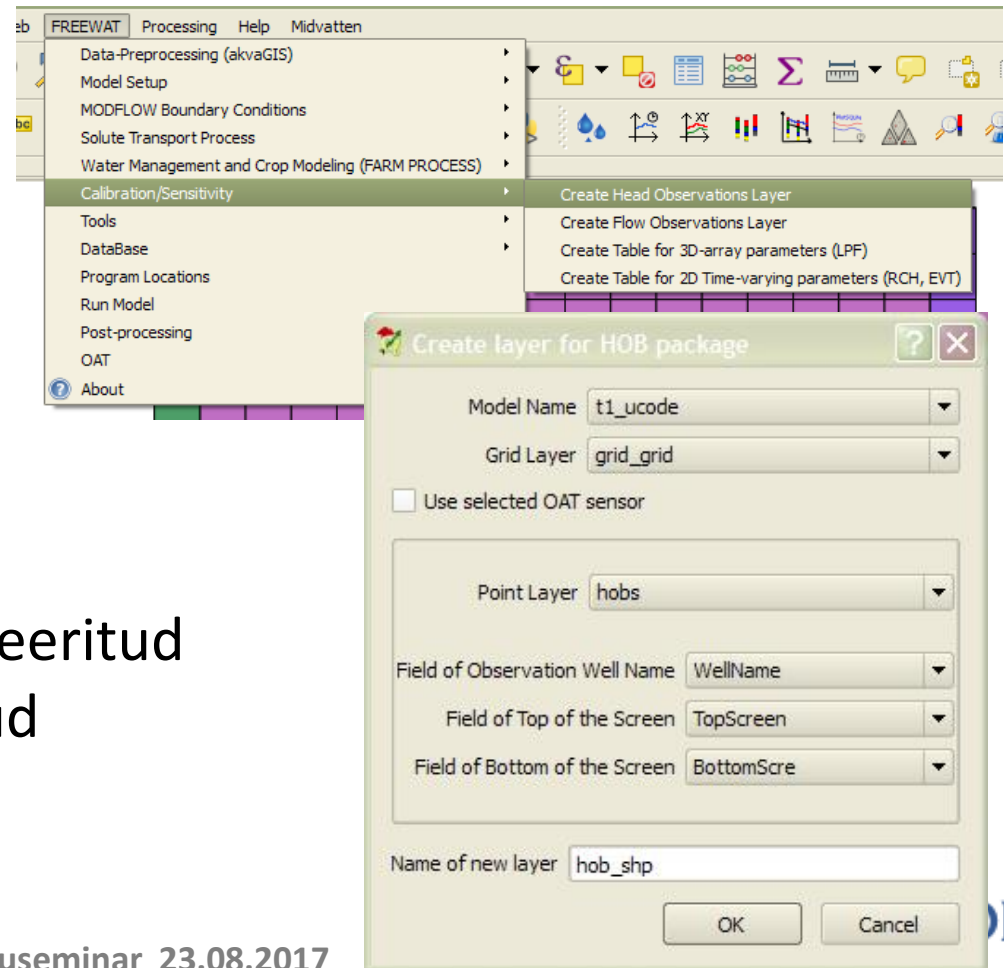 FREEWAT Processing Help Midvatten
Data-Preprocessing (akvaGIS)
Model Setup
MODFLOW Boundary Conditions
Solute Transport Process
Water Management and Crop Modeling (FARM PROCESS)
Calibration/Sensitivity
Tools
DataBase
Program Locations
Run Model
Post-processing
OAT
About
Create Head Observations Layer
Create Flow Observations Layer
Create Table for 3D-array parameters (LPF)
Create Table for 2D Time-varying parameters (RCH, EVT)
Create layer for HOB package
Model Name t1_ucode
Grid Layer grid_grid
Use selected OAT sensor
Point Layer hobs
Field of Observation Well Name WellName
Field of Top of the Screen TopScreen
Field of Bottom of the Screen BottomScre
Name of new layer hob_shp
OK Cancel
eeritud
useminar 23.08.2017